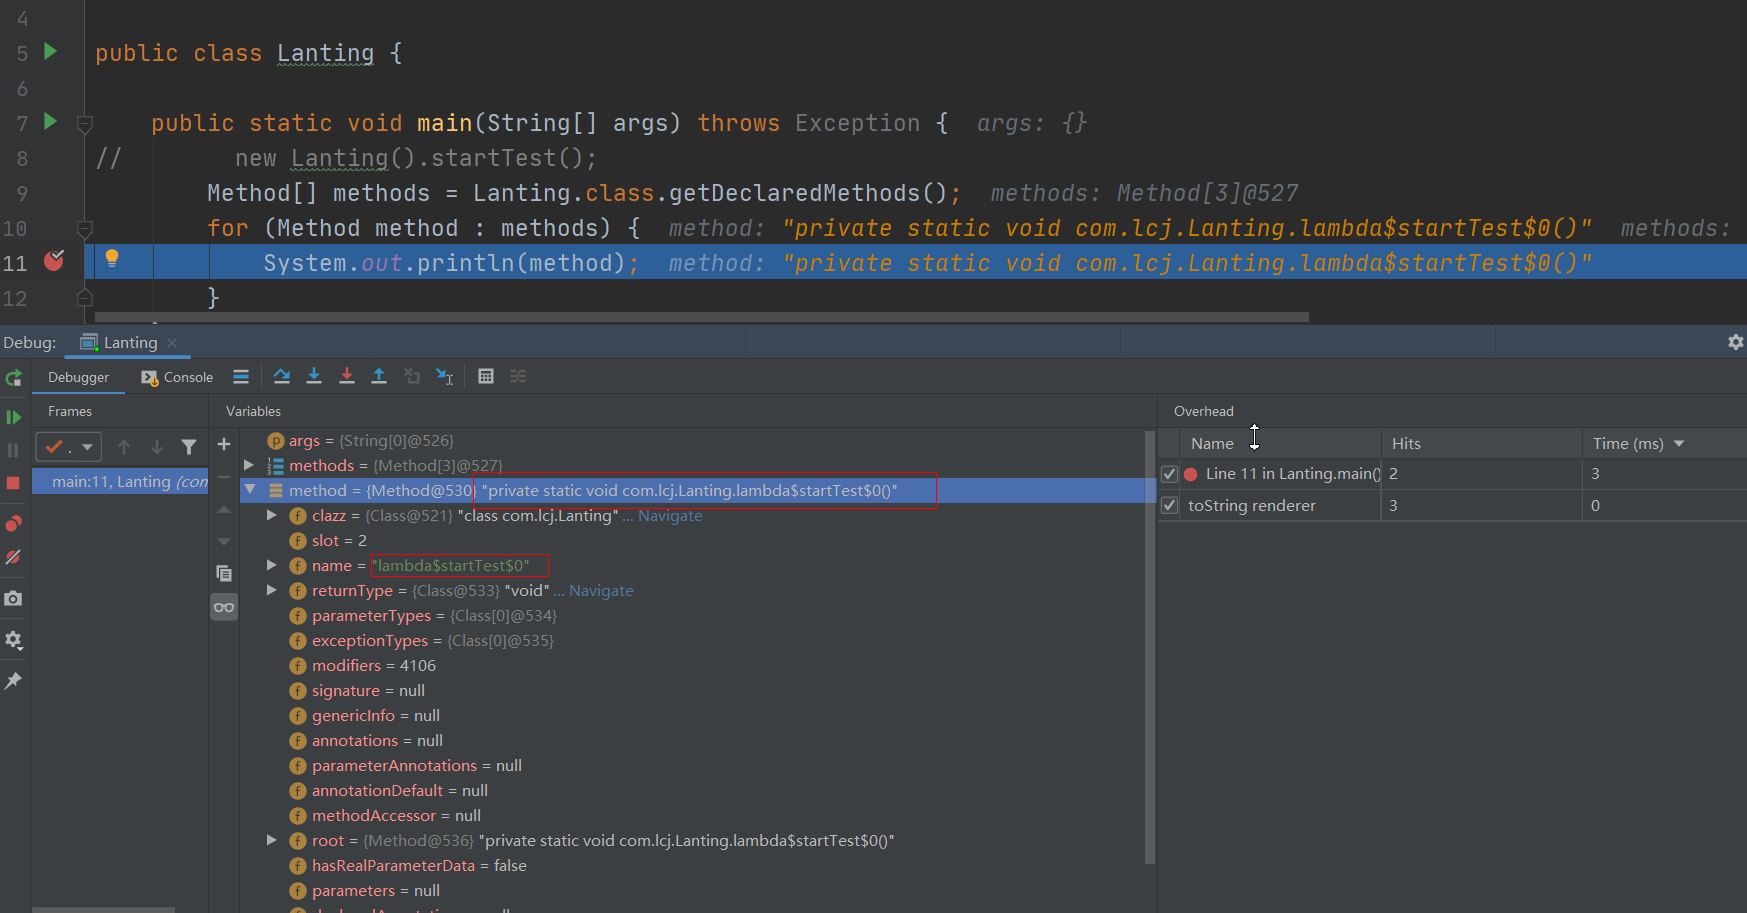 4
5 public class Lanting {
6
7 public static void main(String[] args) throws Exception { args: {}
8 // new Lanting().startTest();
9 Method[] methods = Lanting.class.getDeclaredMethods(); methods: Method[3]@527
10 for (Method method : methods) { method: "private static void com.lcj.Lanting.lambda$startTest$0()" methods:
11 System.out.println(method); method: "private static void com.lcj.Lanting.lambda$startTest$0()"
12 }
Debug: Lanting
Debugger Console
Frames Variables Overhead
Name Hits Time (ms)
main:11, Lanting (con
args = {String[0]@526}
methods = {Method[3]@527}
method = {Method@530} "private static void com.lcj.Lanting.lambda$startTest$0()"
clazz = {Class@521} "class com.lcj.Lanting" ... Navigate
slot = 2
name = "lambda$startTest$0"
returnType = {Class@533} "void" ... Navigate
parameterTypes = {Class[0]@534}
exceptionTypes = {Class[0]@535}
modifiers = 4106
signature = null
genericInfo = null
annotations = null
parameterAnnotations = null
annotationDefault = null
methodAccessor = null
root = {Method@536} "private static void com.lcj.Lanting.lambda$startTest$0()"
hasRealParameterData = false
parameters = null
Line 11 in Lanting.main() 2 3
toString renderer 3 0